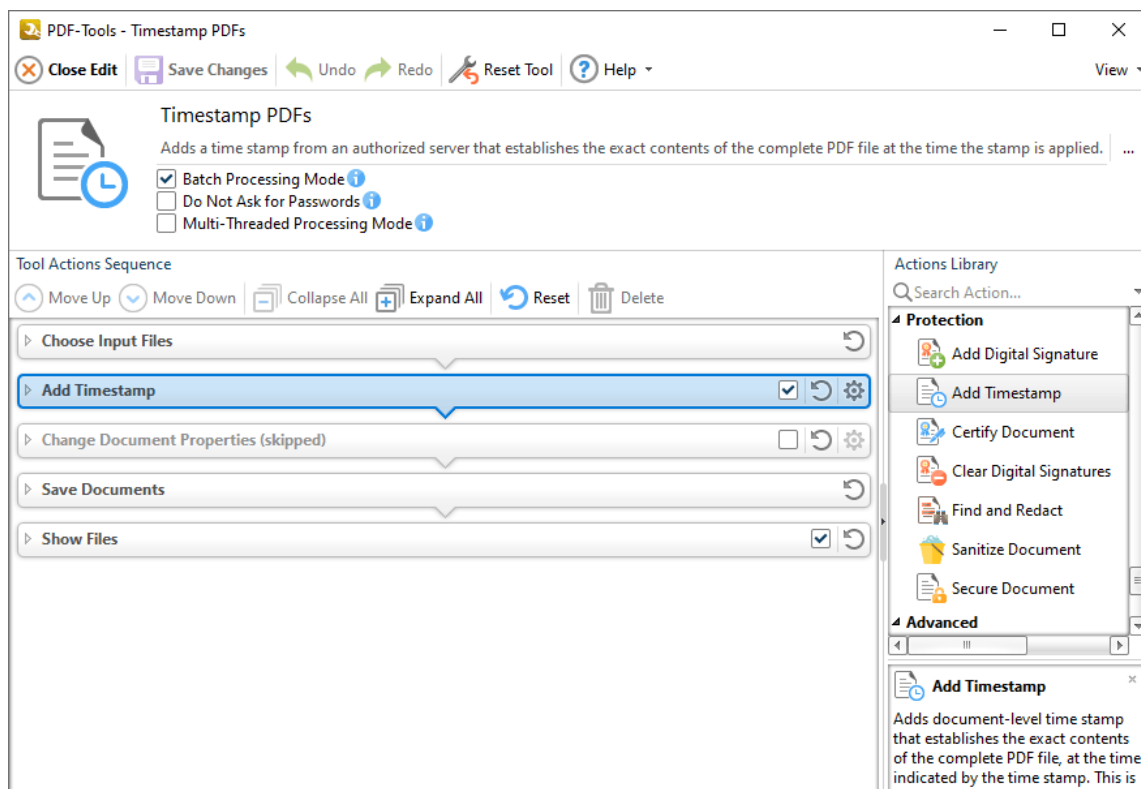 PDF-Tools - Timestamp PDFs
Close Edit Save Changes Undo Redo Reset Tool Help View
Timestamp PDFs
Adds a time stamp from an authorized server that establishes the exact contents of the complete PDF file at the time the stamp is applied. ...
Batch Processing Mode
Do Not Ask for Passwords
Multi-Threaded Processing Mode
Tool Actions Sequence
Move Up Move Down Collapse All Expand All Reset Delete
Choose Input Files
Add Timestamp
Change Document Properties (skipped)
Save Documents
Show Files
Actions Library
Search Action...
Protection
Add Digital Signature
Add Timestamp
Certify Document
Clear Digital Signatures
Find and Redact
Sanitize Document
Secure Document
Advanced
Add Timestamp
Adds document-level time stamp
that establishes the exact contents
of the complete PDF file, at the time
indicated by the time stamp. This is